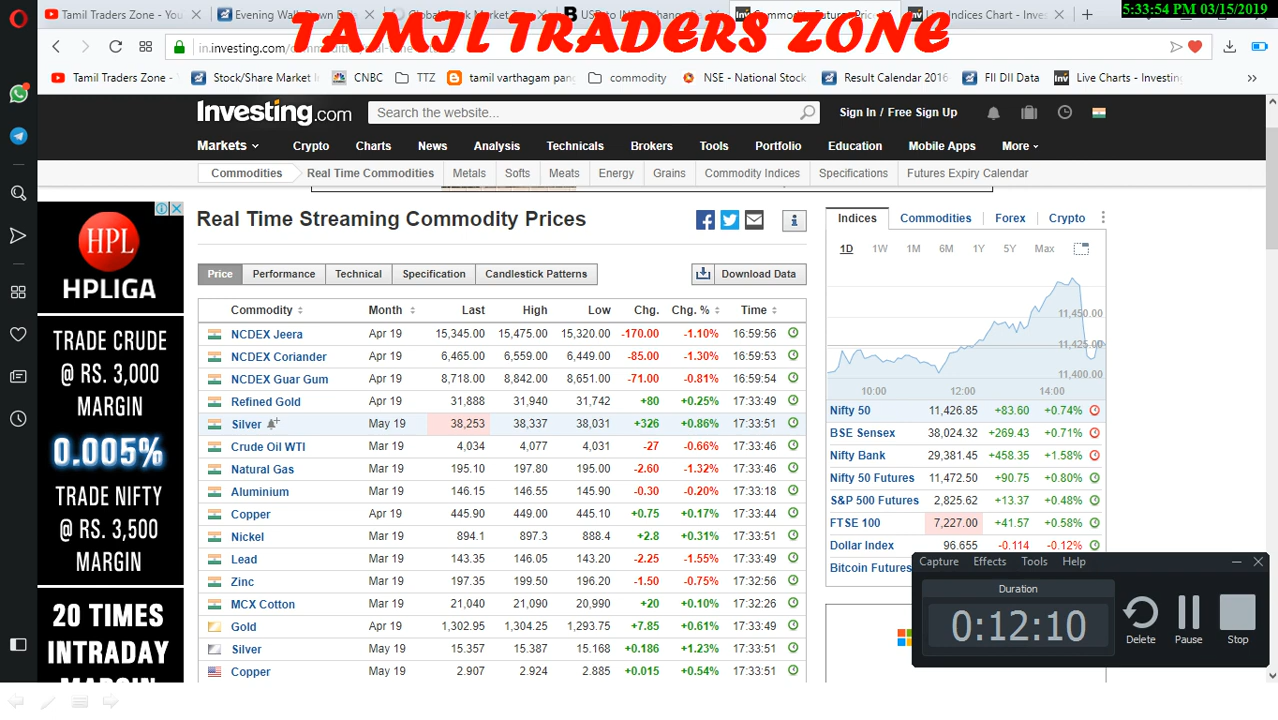 Tamil Traders Zone - You
Evening Wall
USD to INR
Commodity Futures Pric
Indices Chart - Inves
5:33:54 PM 03/15/2019
TAMIL TRADERS ZONE
in.investing.com/
Tamil Traders Zone -
Stock/Share Market I
CNBC
TTZ
tamil varthagam pan
commodity
NSE - National Stock
Result Calendar 2016
FII DII Data
Live Charts - Investing
Investing.com
Search the website...
Sign In / Free Sign Up
Markets Crypto Charts News Analysis Technicals Brokers Tools Portfolio Education Mobile Apps More
Commodities Real Time Commodities Metals Softs Meats Energy Grains Commodity Indices Specifications Futures Expiry Calendar
HPL
HPLIGA
TRADE CRUDE
@ RS. 3,000
MARGIN
0.005%
TRADE NIFTY
@ RS. 3,500
MARGIN
20 TIMES
INTRADAY
MARGIN
Real Time Streaming Commodity Prices
Price Performance Technical Specification Candlestick Patterns Download Data
Commodity Month Last High Low Chg. Chg. % Time
NCDEX Jeera Apr 19 15,345.00 15,475.00 15,320.00 -170.00 -1.10% 16:59:56
NCDEX Coriander Apr 19 6,465.00 6,559.00 6,449.00 -85.00 -1.30% 16:59:53
NCDEX Guar Gum Apr 19 8,718.00 8,842.00 8,651.00 -71.00 -0.81% 16:59:54
Refined Gold Apr 19 31,888 31,940 31,742 +80 +0.25% 17:33:49
Silver May 19 38,253 38,337 38,031 +326 +0.86% 17:33:51
Crude Oil WTI Mar 19 4,034 4,077 4,031 -27 -0.66% 17:33:48
Natural Gas Mar 19 195.10 197.80 195.00 -2.60 -1.32% 17:33:46
Aluminium Mar 19 146.15 146.55 145.90 -0.30 -0.20% 17:33:18
Copper Apr 19 445.90 449.00 445.10 +0.75 +0.17% 17:33:44
Nickel Mar 19 894.1 897.3 888.4 +2.8 +0.31% 17:33:51
Lead Mar 19 143.35 146.05 143.20 -2.25 -1.55% 17:33:49
Zinc Mar 19 197.35 199.50 196.20 -1.50 -0.75% 17:32:56
MCX Cotton Mar 19 21,040 21,090 20,990 +20 +0.10% 17:32:26
Gold Apr 19 1,302.95 1,304.25 1,293.75 +7.85 +0.61% 17:33:49
Silver May 19 15.357 15.387 15.168 +0.186 +1.23% 17:33:51
Copper May 19 2.907 2.924 2.885 +0.015 +0.54% 17:33:51
Indices Commodities Forex Crypto
1D 1W 1M 6M 1Y 5Y Max
11,450.00
11,425.00
11,400.00
10:00 12:00 14:00
Nifty 50 11,426.85 +83.60 +0.74%
BSE Sensex 38,024.32 +269.43 +0.71%
Nifty Bank 29,381.45 +458.35 +1.58%
Nifty 50 Futures 11,472.50 +90.75 +0.80%
S&P 500 Futures 2,825.62 +13.37 +0.48%
FTSE 100 7,227.00 +41.57 +0.58%
Dollar Index 96.655 -0.114 -0.12%
Bitcoin Futures
Capture Effects Tools Help
Duration
0:12:10
Delete Pause Stop